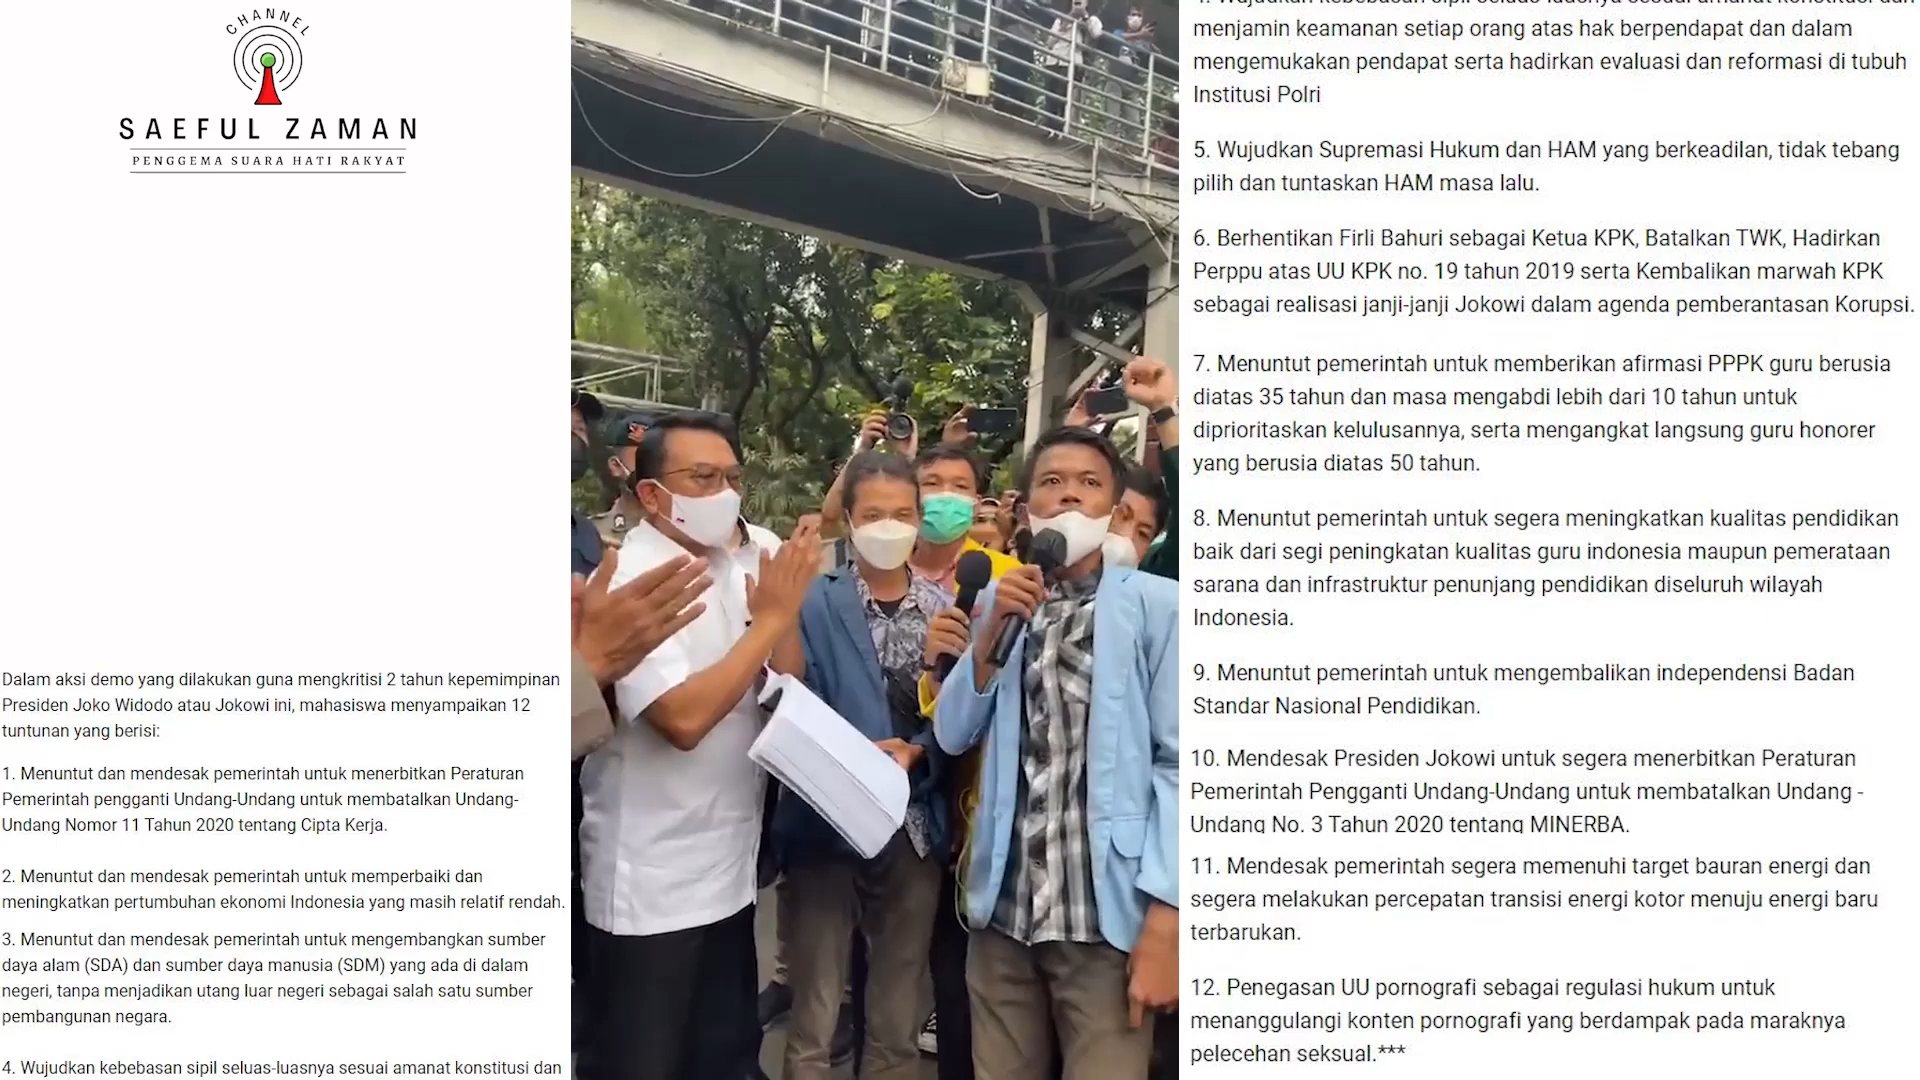 CHANNEL
SAEFUL ZAMAN
PENGGEMA SUARA HATI RAKYAT
Dalam aksi demo yang dilakukan guna mengkritisi 2 tahun kepemimpinan
Presiden Joko Widodo atau Jokowi ini, mahasiswa menyampaikan 12
tuntunan yang berisi:
1. Menuntut dan mendesak pemerintah untuk menerbitkan Peraturan
Pemerintah pengganti Undang-Undang untuk membatalkan Undang-
Undang Nomor 11 Tahun 2020 tentang Cipta Kerja.
2. Menuntut dan mendesak pemerintah untuk memperbaiki dan
meningkatkan pertumbuhan ekonomi Indonesia yang masih relatif rendah.
3. Menuntut dan mendesak pemerintah untuk mengembangkan sumber
daya alam (SDA) dan sumber daya manusia (SDM) yang ada di dalam
negeri, tanpa menjadikan utang luar negeri sebagai salah satu sumber
pembangunan negara.
4. Wujudkan kebebasan sipil seluas-luasnya sesuai amanat konstitusi dan
4. Wujudkan kebebasan sipil seluas-luasnya sesuai amanat konstitusi dan
menjamin keamanan setiap orang atas hak berpendapat dan dalam
mengemukakan pendapat serta hadirkan evaluasi dan reformasi di tubuh
Institusi Polri
5. Wujudkan Supremasi Hukum dan HAM yang berkeadilan, tidak tebang
pilih dan tuntaskan HAM masa lalu.
6. Berhentikan Firli Bahuri sebagai Ketua KPK, Batalkan TWK, Hadirkan
Perppu atas UU KPK no. 19 tahun 2019 serta Kembalikan marwah KPK
sebagai realisasi janji-janji Jokowi dalam agenda pemberantasan Korupsi.
7. Menuntut pemerintah untuk memberikan afirmasi PPPK guru berusia
diatas 35 tahun dan masa mengabdi lebih dari 10 tahun untuk
diprioritaskan kelulusannya, serta mengangkat langsung guru honorer
yang berusia diatas 50 tahun.
8. Menuntut pemerintah untuk segera meningkatkan kualitas pendidikan
baik dari segi peningkatan kualitas guru indonesia maupun pemerataan
sarana dan infrastruktur penunjang pendidikan diseluruh wilayah
Indonesia.
9. Menuntut pemerintah untuk mengembalikan independensi Badan
Standar Nasional Pendidikan.
10. Mendesak Presiden Jokowi untuk segera menerbitkan Peraturan
Pemerintah Pengganti Undang-Undang untuk membatalkan Undang -
Undang No. 3 Tahun 2020 tentang MINERBA.
11. Mendesak pemerintah segera memenuhi target bauran energi dan
segera melakukan percepatan transisi energi kotor menuju energi baru
terbarukan.
12. Penegasan UU pornografi sebagai regulasi hukum untuk
menanggulangi konten pornografi yang berdampak pada maraknya
pelecehan seksual.***